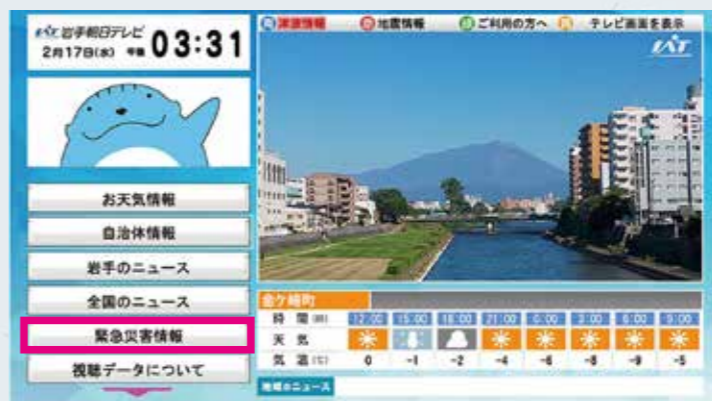 IAT 岩手朝日テレビ
2月17日(水) 午後 03:31
お天気情報
自治体情報
岩手のニュース
全国のニュース
緊急災害情報
視聴データについて
青 津波情報 赤 地震情報 緑 ご利用の方へ 黄 テレビ画面を表示
IAT
金ケ崎町
時間(時) 12:00 15:00 18:00 21:00 0:00 3:00 6:00 9:00
天気
気温(℃) 0 -1 -2 -4 -6 -8 -9 -5
地域のニュース